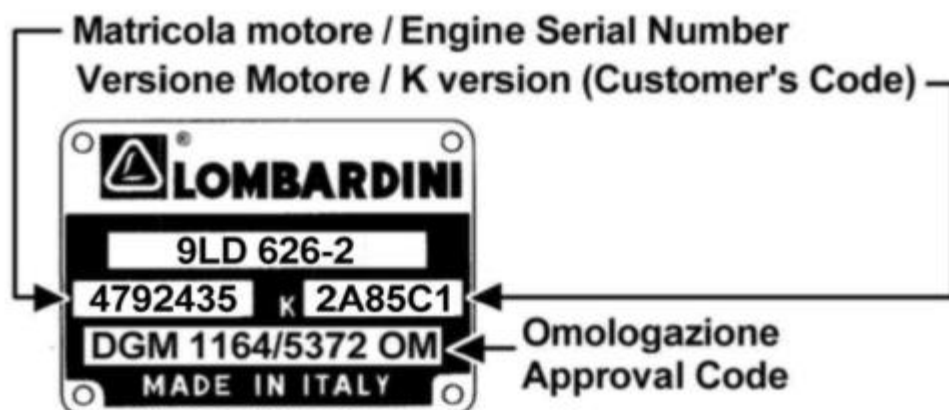 Matricola motore / Engine Serial Number
Versione Motore / K version (Customer's Code)
® LOMBARDINI
9LD 626-2
4792435 K 2A85C1
DGM 1164/5372 OM
Omologazione
Approval Code
MADE IN ITALY